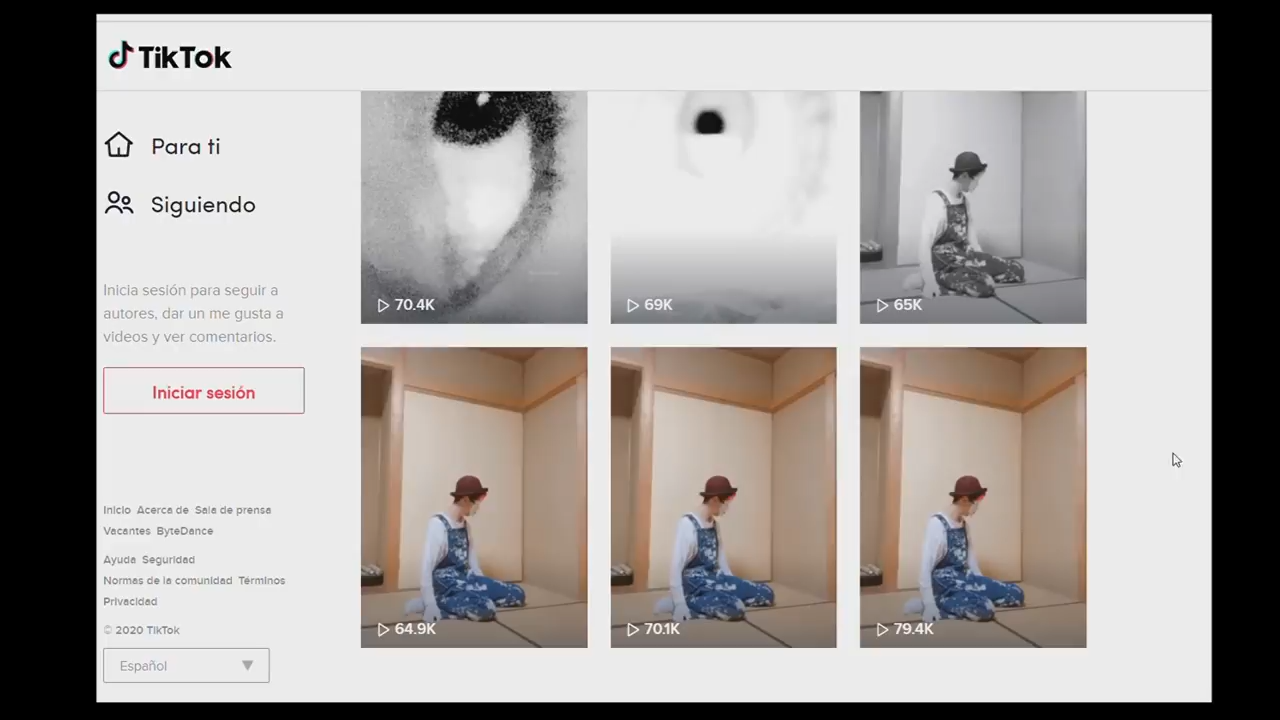 TikTok
Para ti
Siguiendo
Inicia sesión para seguir a
autores, dar un me gusta a
videos y ver comentarios.
Iniciar sesión
Inicio Acerca de Sala de prensa
Vacantes ByteDance
Ayuda Seguridad
Normas de la comunidad Términos
Privacidad
© 2020 TikTok
Español
70.4K
69K
65K
64.9K
70.1K
79.4K